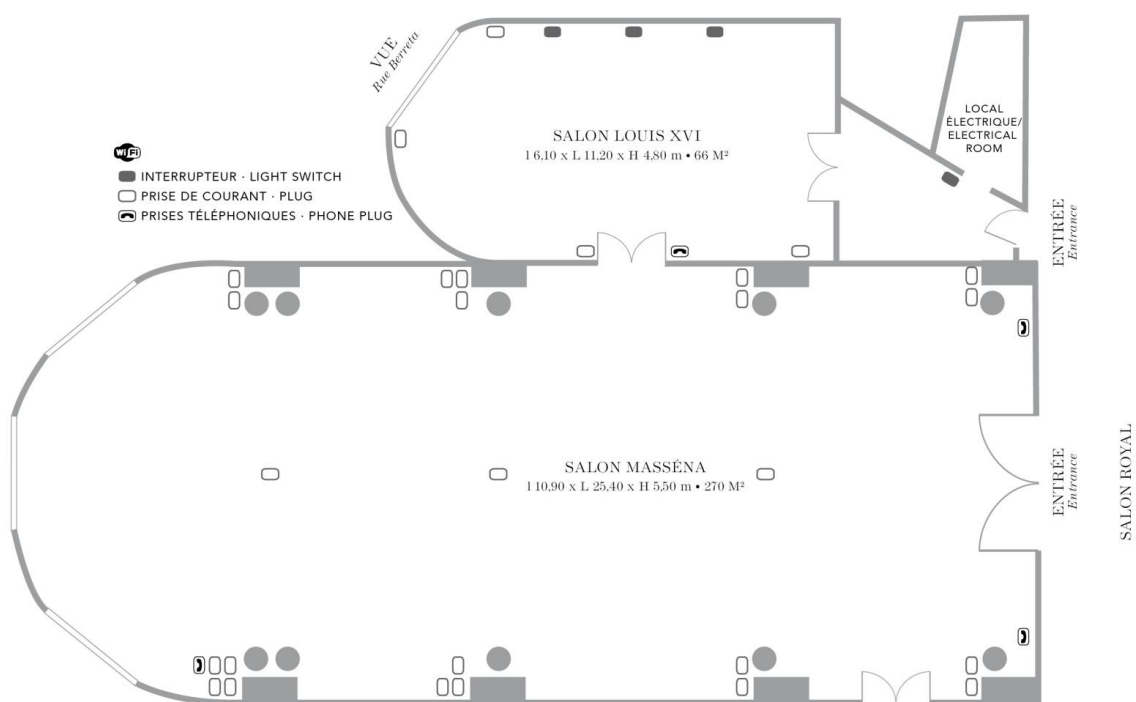 VUE
Rue Berreta
WiFi
INTERRUPTEUR · LIGHT SWITCH
PRISE DE COURANT · PLUG
PRISES TÉLÉPHONIQUES · PHONE PLUG
SALON LOUIS XVI
l 6,10 x L 11,20 x H 4,80 m • 66 M²
LOCAL
ÉLECTRIQUE/
ELECTRICAL
ROOM
ENTRÉE
Entrance
SALON MASSÉNA
l 10,90 x L 25,40 x H 5,50 m • 270 M²
ENTRÉE
Entrance
SALON ROYAL